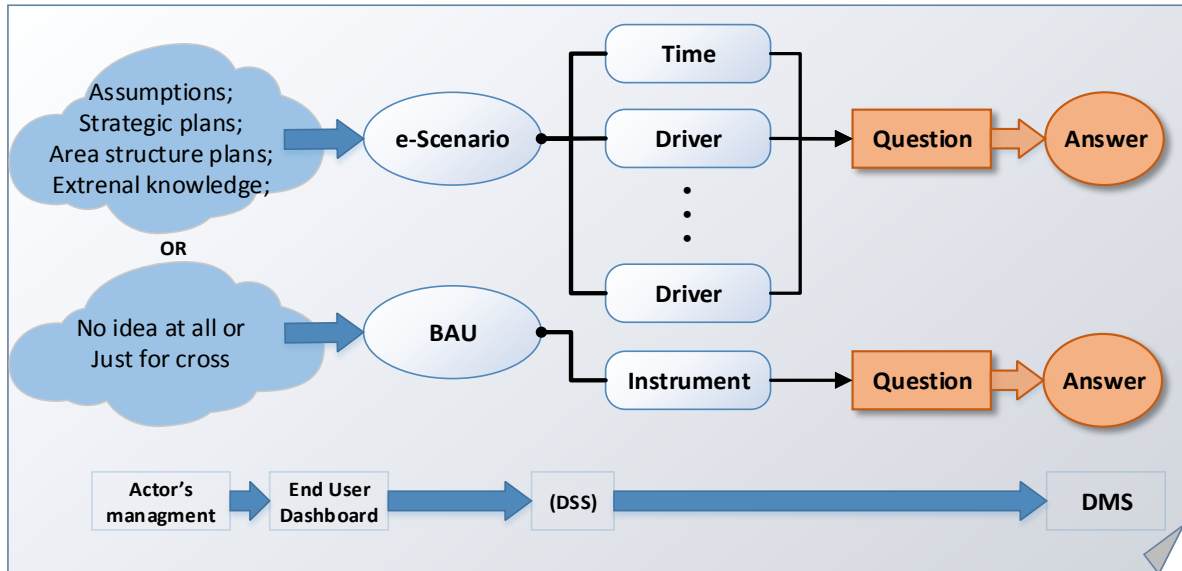 Assumptions;
Strategic plans;
Area structure plans;
Extrenal knowledge;
e-Scenario
Time
Driver
Driver
Question
Answer
OR
No idea at all or
Just for cross
BAU
Instrument
Question
Answer
Actor's
managment
End User
Dashboard
(DSS)
DMS